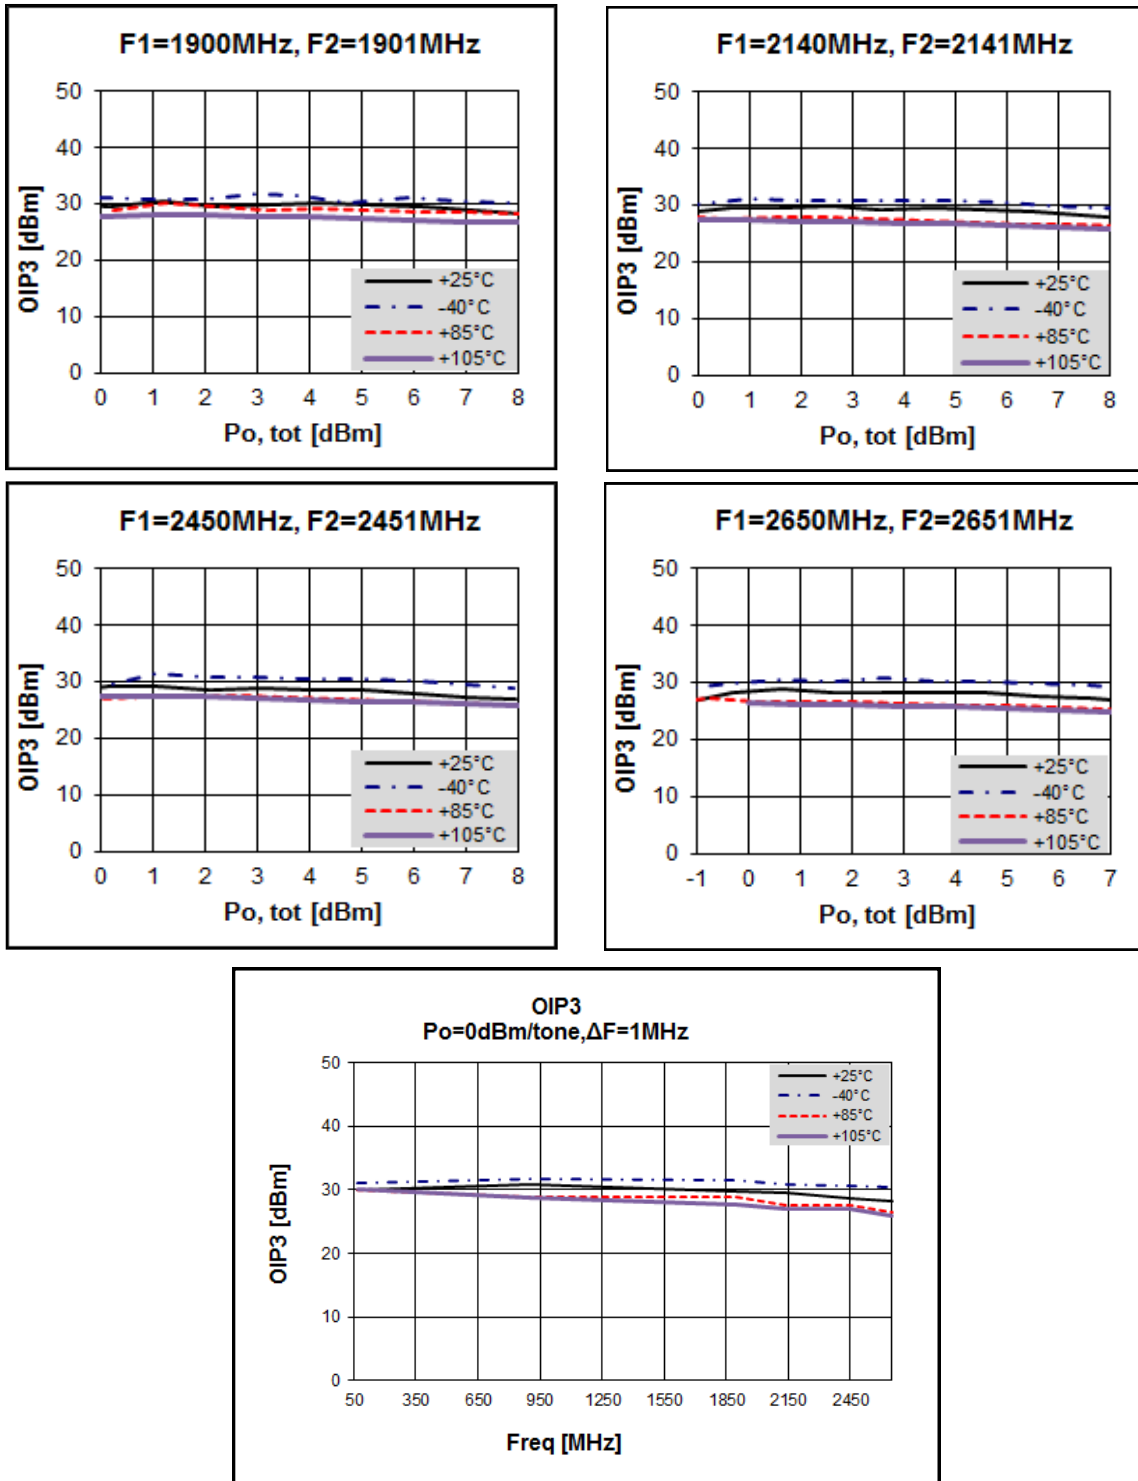 F1=1900MHz, F2=1901MHz
50
40
30
20
10
0
OIP3 [dBm]
+25°C
-40°C
+85°C
+105°C
0 1 2 3 4 5 6 7 8
Po, tot [dBm]
F1=2140MHz, F2=2141MHz
50
40
30
20
10
0
OIP3 [dBm]
+25°C
-40°C
+85°C
+105°C
0 1 2 3 4 5 6 7 8
Po, tot [dBm]
F1=2450MHz, F2=2451MHz
50
40
30
20
10
0
OIP3 [dBm]
+25°C
-40°C
+85°C
+105°C
0 1 2 3 4 5 6 7 8
Po, tot [dBm]
F1=2650MHz, F2=2651MHz
50
40
30
20
10
0
OIP3 [dBm]
+25°C
-40°C
+85°C
+105°C
-1 0 1 2 3 4 5 6 7
Po, tot [dBm]
OIP3
Po=0dBm/tone,ΔF=1MHz
50
40
30
20
10
0
OIP3 [dBm]
+25°C
-40°C
+85°C
+105°C
50 350 650 950 1250 1550 1850 2150 2450
Freq [MHz]